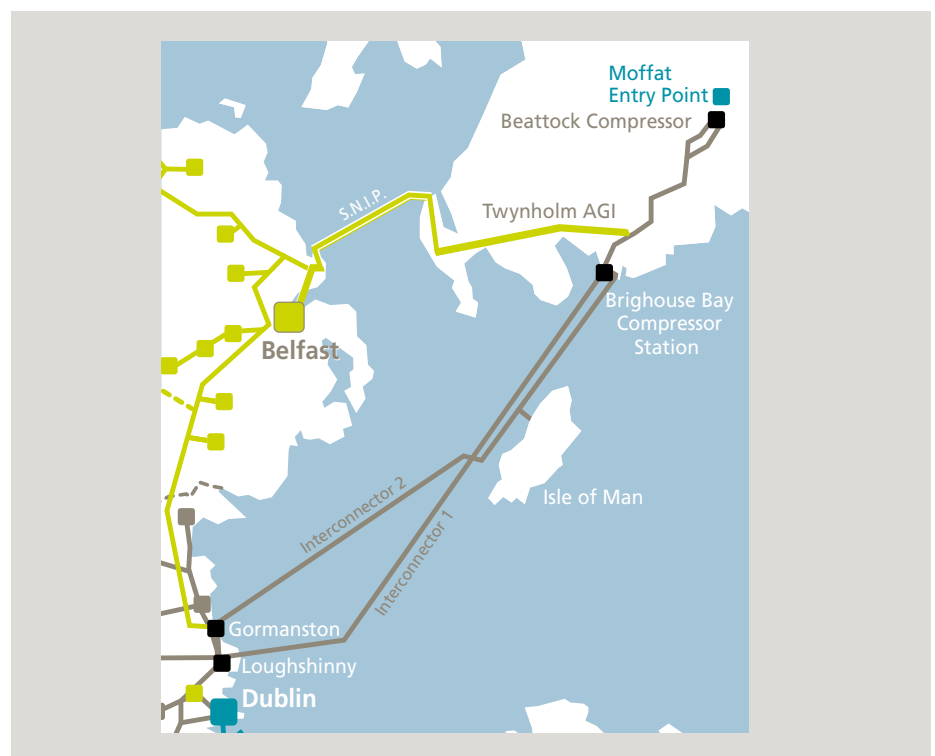 Moffat
Entry Point
Beattock Compressor
S.N.I.P.
Twynholm AGI
Brighouse Bay
Compressor
Station
Belfast
Isle of Man
Interconnector 2
Interconnector 1
Gormanston
Loughshinny
Dublin